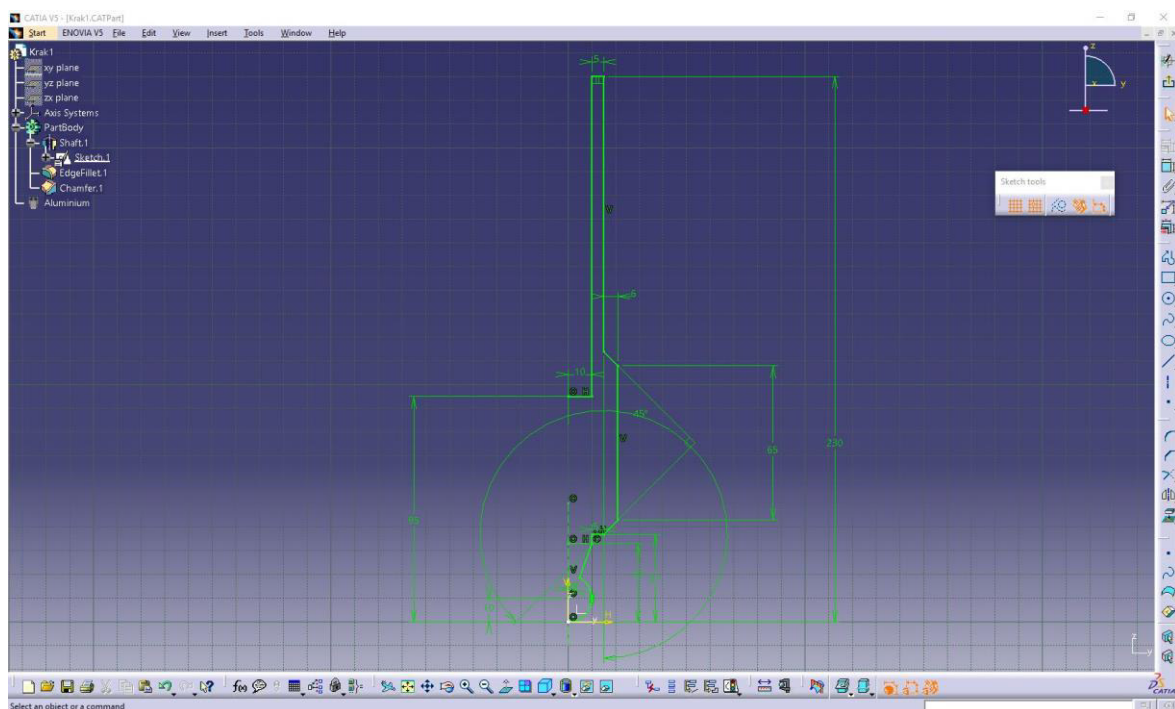 CATIA V5 - [Krak1.CATPart]
Start ENOVIA V5 File Edit View Insert Tools Window Help
Krak1
xy plane
yz plane
zx plane
Axis Systems
PartBody
Shaft.1
Sketch.1
EdgeFillet.1
Chamfer.1
Aluminium
z
x y
Sketch tools
5
V
6
10
H
45°
V
65
230
95
H
V
H
z
y
f(x)
CATIA
Select an object or a command